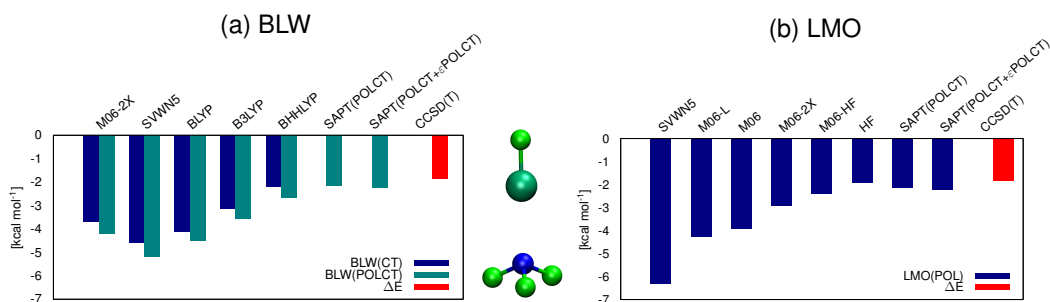 (a) BLW
M06-2X
SVWN5
BLYP
B3LYP
BHHLYP
SAPT(POLCT)
SAPT(POLCT+εPOLCT)
CCSD(T)
0
-1
-2
-3
-4
-5
-6
-7
[kcal mol⁻¹]
BLW(CT)
BLW(POLCT)
ΔE
(b) LMO
SVWN5
M06-L
M06
M06-2X
M06-HF
HF
SAPT(POLCT)
SAPT(POLCT+εPOLCT)
CCSD(T)
0
-1
-2
-3
-4
-5
-6
-7
[kcal mol⁻¹]
LMO(POL)
ΔE